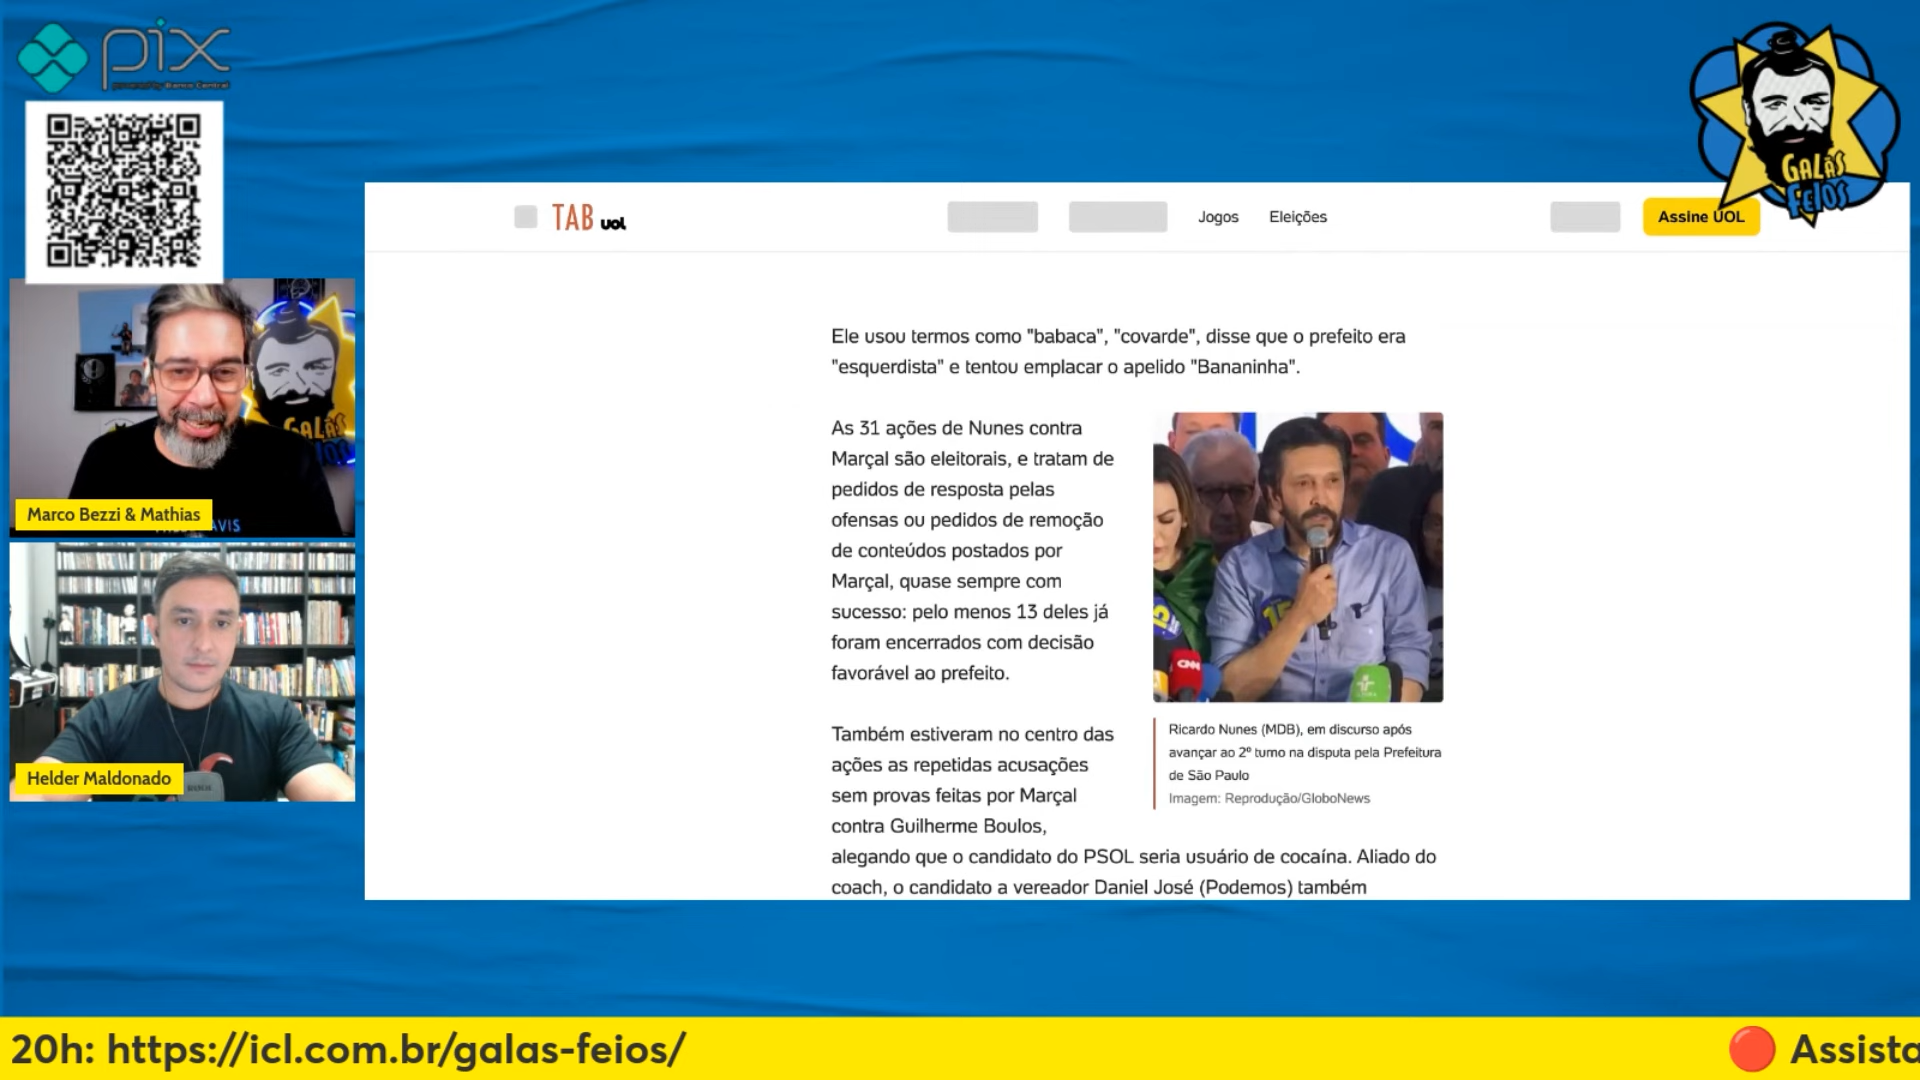 pix
powered by Banco Central
GALÃS
FEIOS
TAB uol
Jogos
Eleições
Assine UOL
Ele usou termos como "babaca", "covarde", disse que o prefeito era
"esquerdista" e tentou emplacar o apelido "Bananinha".
As 31 ações de Nunes contra
Marçal são eleitorais, e tratam de
pedidos de resposta pelas
ofensas ou pedidos de remoção
de conteúdos postados por
Marçal, quase sempre com
sucesso: pelo menos 13 deles já
foram encerrados com decisão
favorável ao prefeito.
Também estiveram no centro das
ações as repetidas acusações
sem provas feitas por Marçal
contra Guilherme Boulos,
alegando que o candidato do PSOL seria usuário de cocaína. Aliado do
coach, o candidato a vereador Daniel José (Podemos) também
CNN
Ricardo Nunes (MDB), em discurso após
avançar ao 2º turno na disputa pela Prefeitura
de São Paulo
Imagem: Reprodução/GloboNews
GALÃS
Marco Bezzi & Mathias
AVIS
Helder Maldonado
20h: https://icl.com.br/galas-feios/
Assista